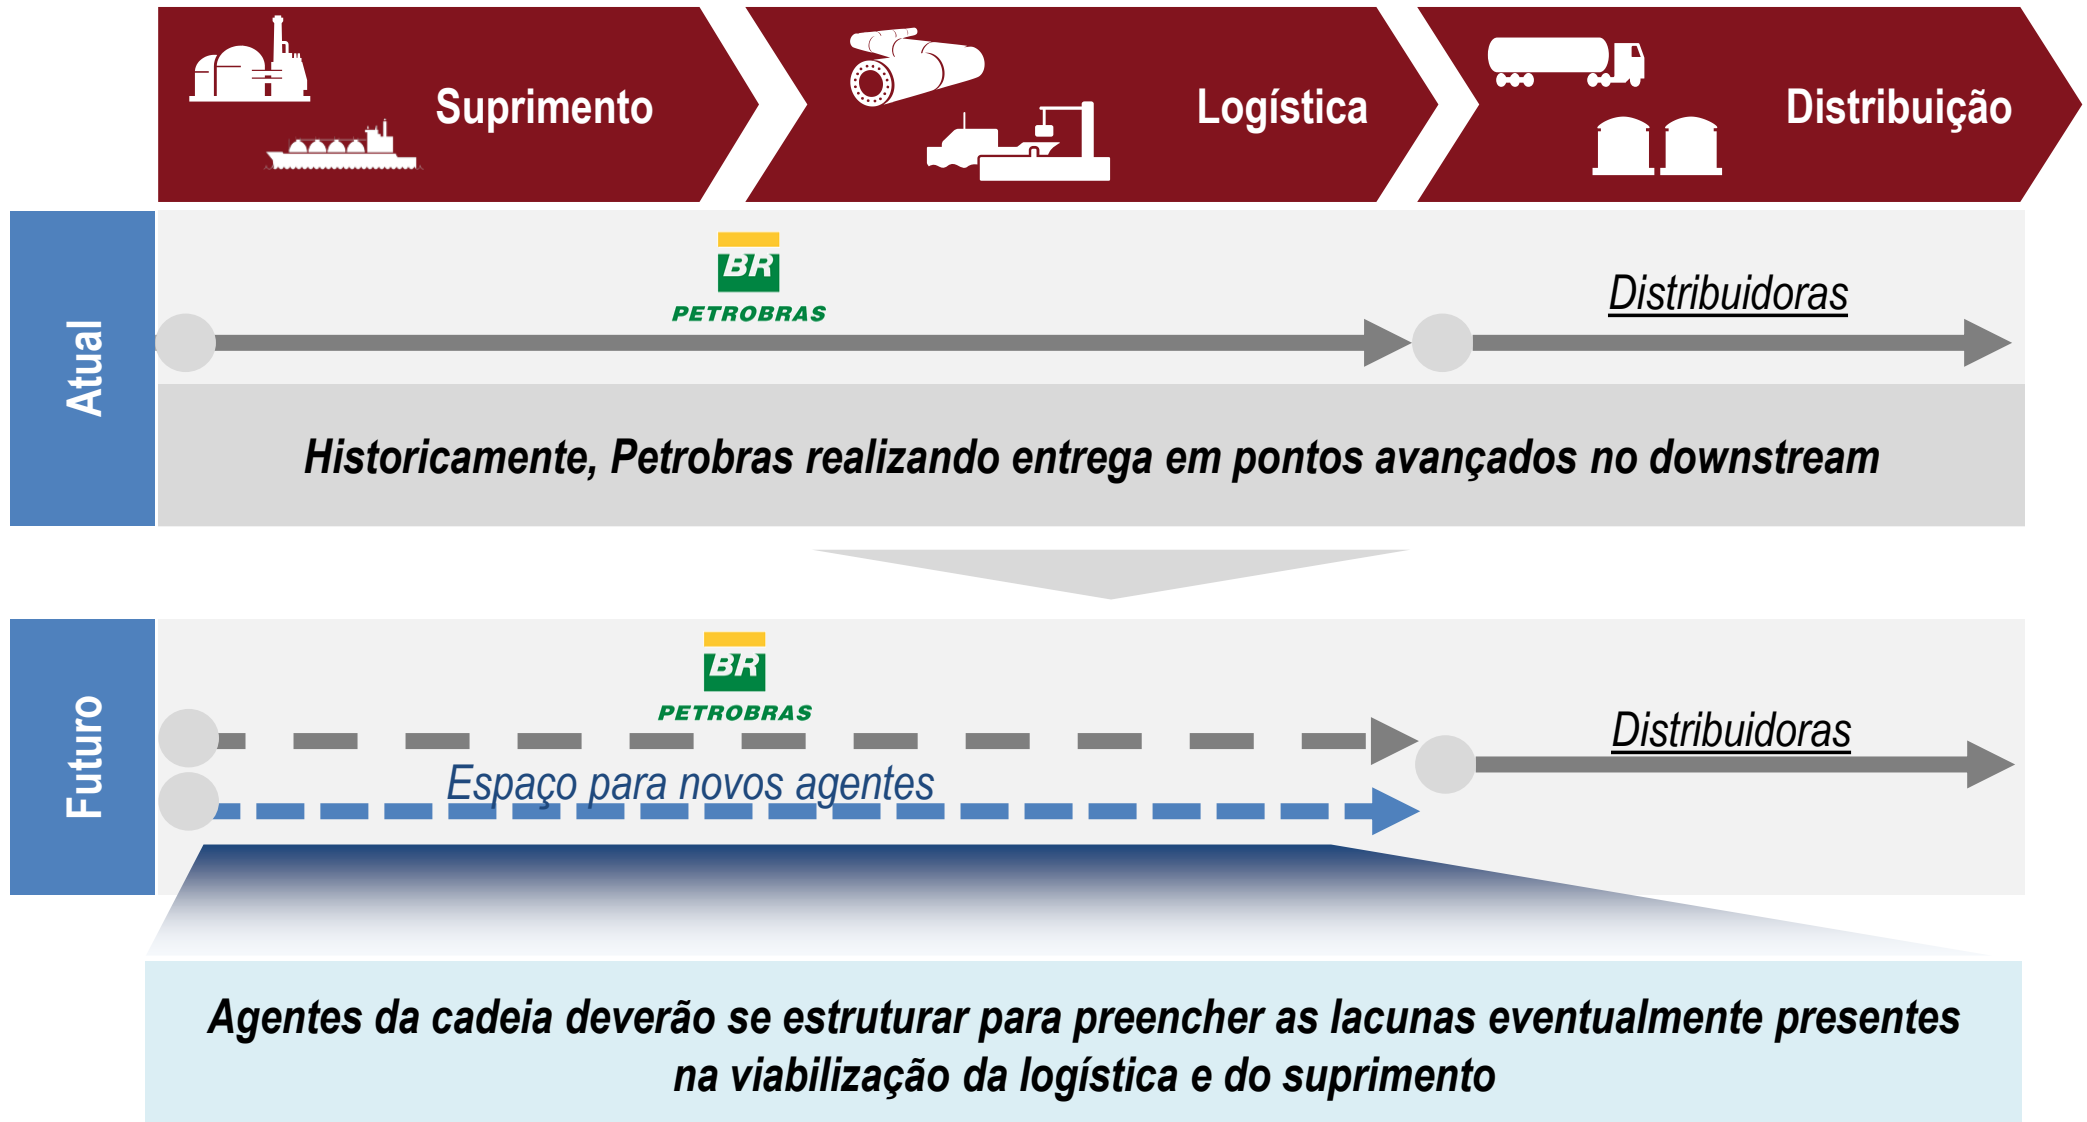 Suprimento
Logística
Distribuição
Atual
BR
PETROBRAS
Distribuidoras
Historicamente, Petrobras realizando entrega em pontos avançados no downstream
Futuro
BR
PETROBRAS
Espaço para novos agentes
Distribuidoras
Agentes da cadeia deverão se estruturar para preencher as lacunas eventualmente presentes
na viabilização da logística e do suprimento